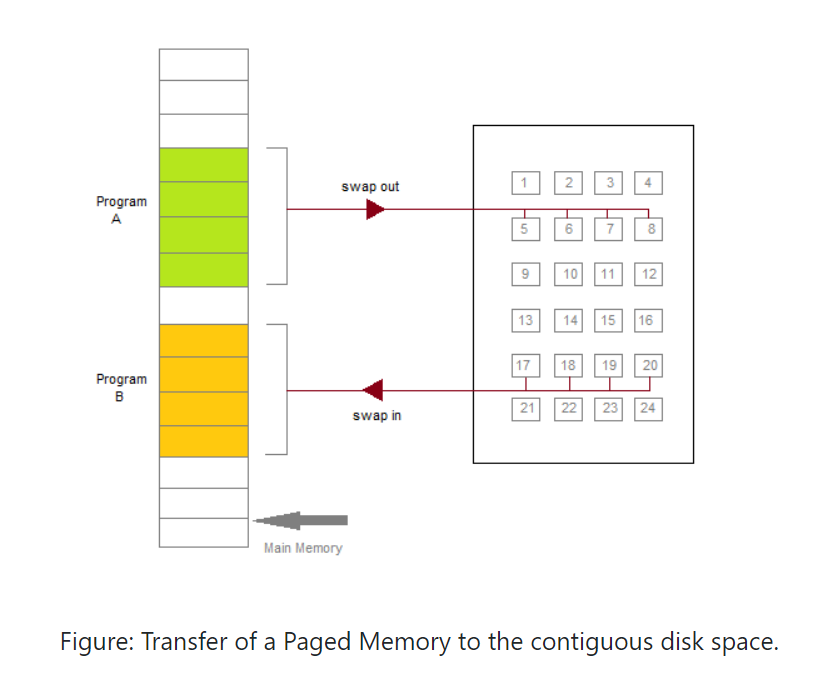 Program
A
swap out
1 2 3 4
5 6 7 8
9 10 11 12
13 14 15 16
17 18 19 20
21 22 23 24
Program
B
swap in
Main Memory
Figure: Transfer of a Paged Memory to the contiguous disk space.